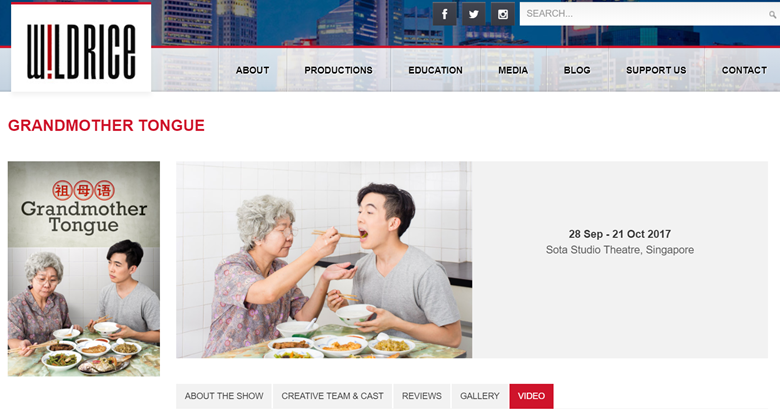 W!LDRICE
SEARCH...
ABOUT
PRODUCTIONS
EDUCATION
MEDIA
BLOG
SUPPORT US
CONTACT
GRANDMOTHER TONGUE
祖母语
Grandmother
Tongue
28 Sep - 21 Oct 2017
Sota Studio Theatre, Singapore
ABOUT THE SHOW
CREATIVE TEAM & CAST
REVIEWS
GALLERY
VIDEO